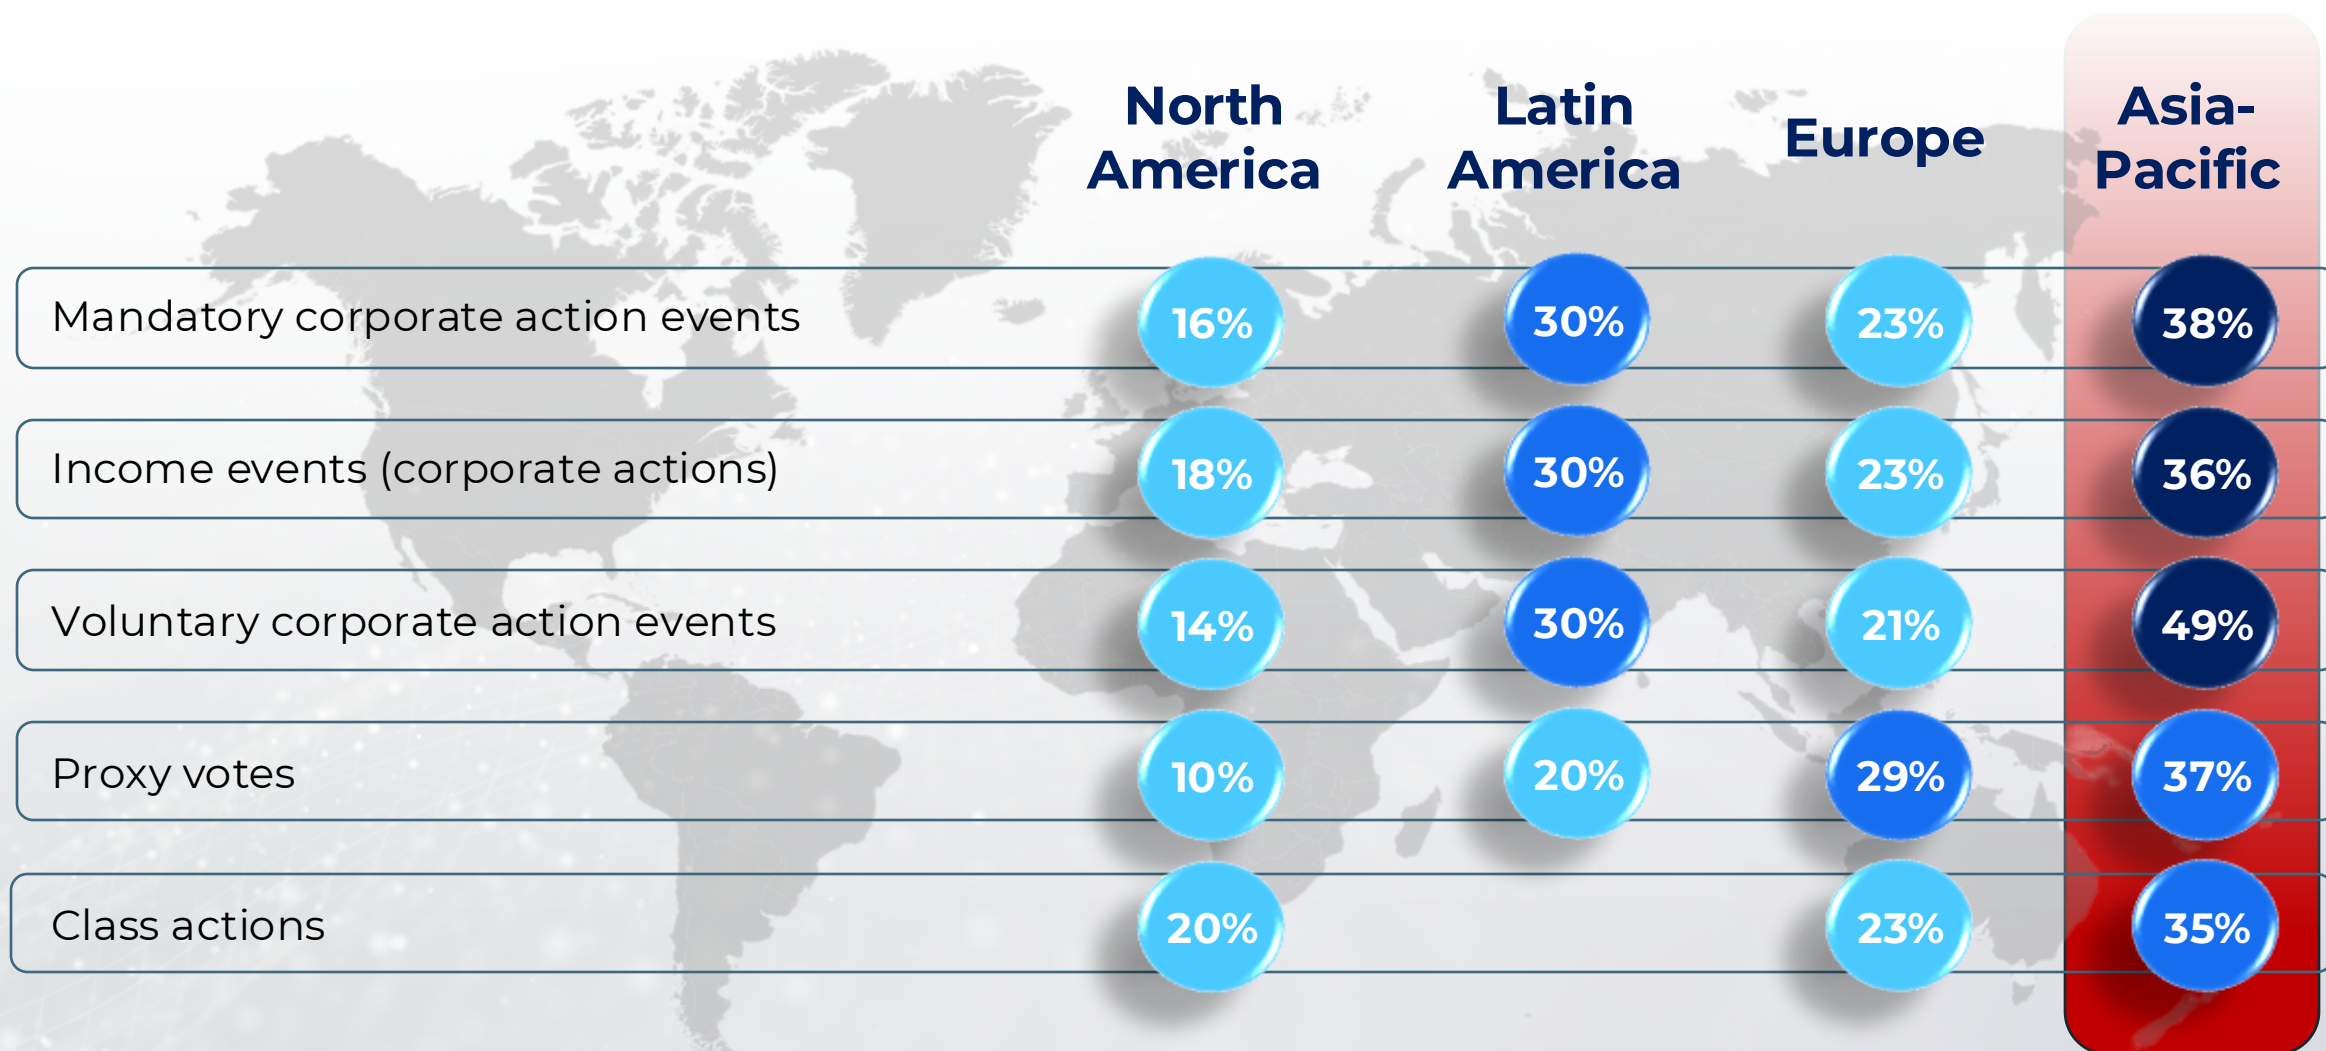 North
America
Latin
America
Europe
Asia-
Pacific
Mandatory corporate action events
16%
30%
23%
38%
Income events (corporate actions)
18%
30%
23%
36%
Voluntary corporate action events
14%
30%
21%
49%
Proxy votes
10%
20%
29%
37%
Class actions
20%
23%
35%